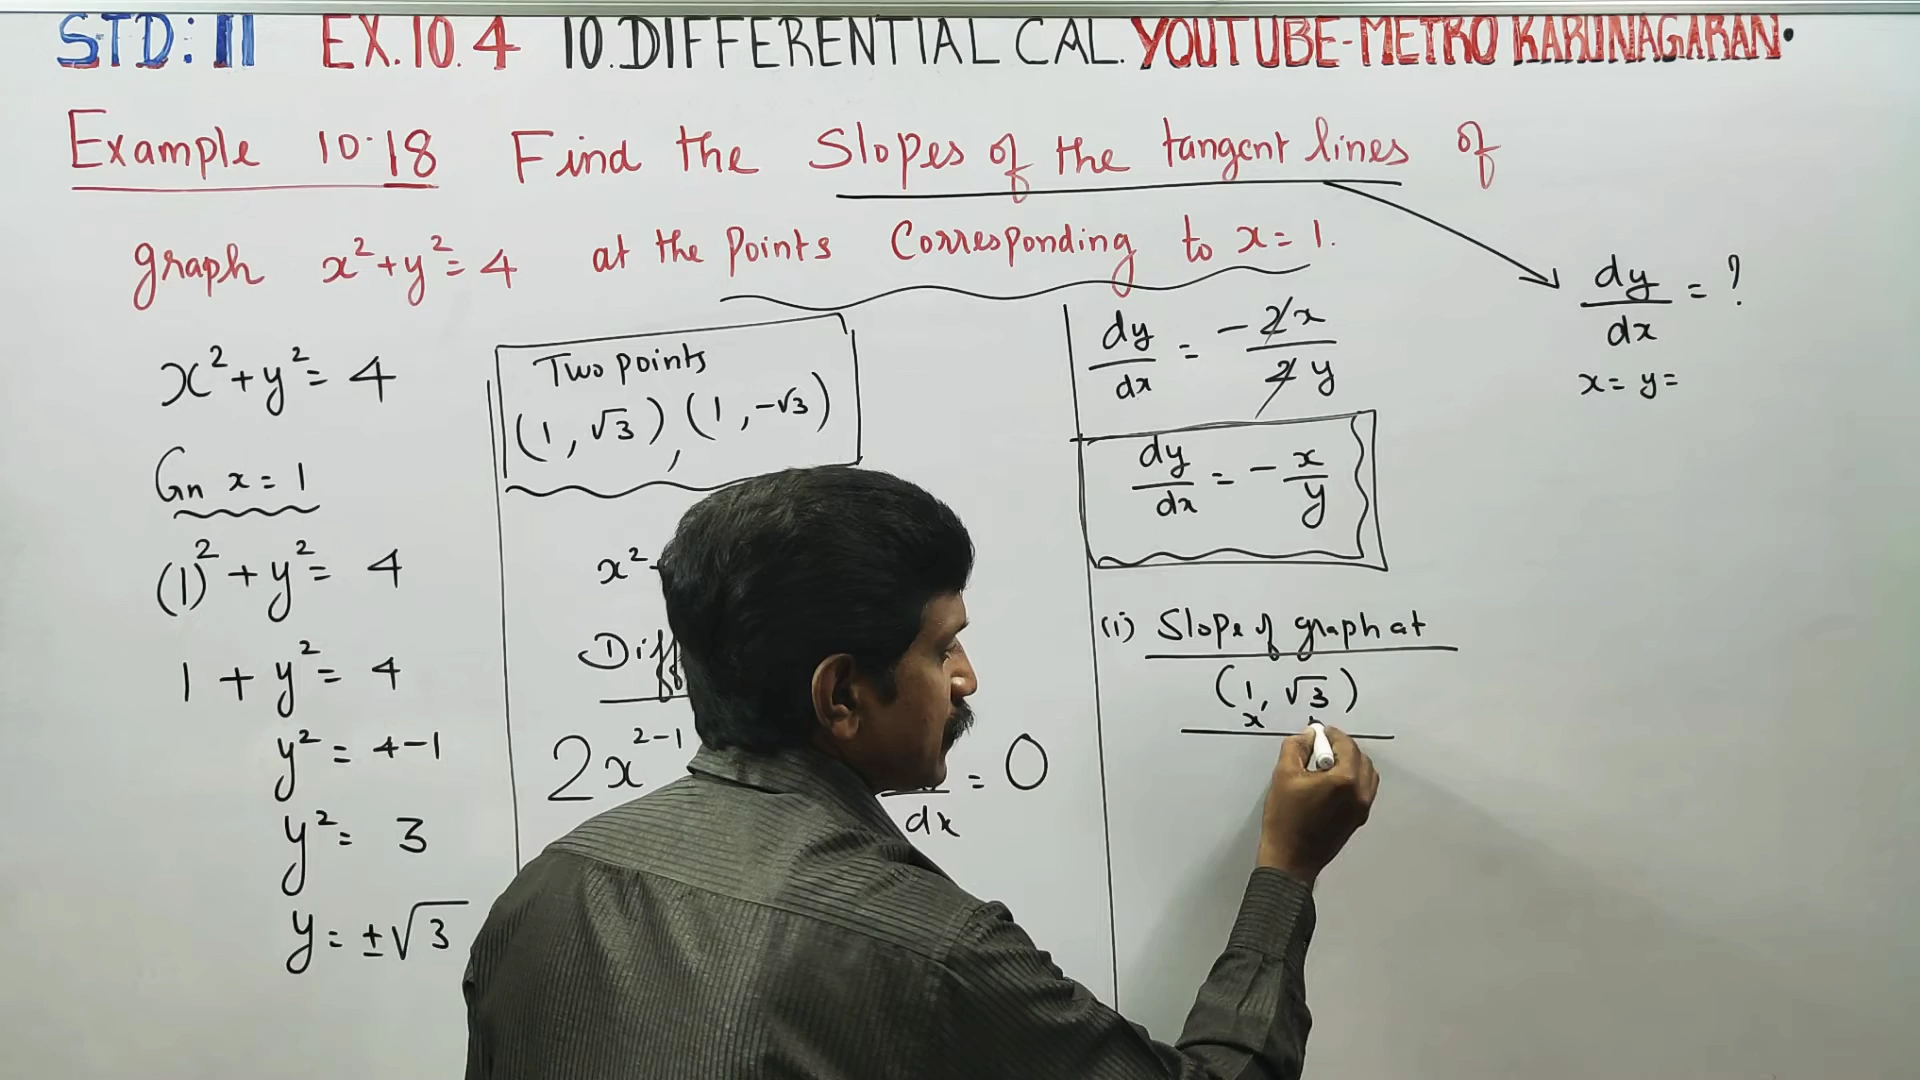 STD: 11 EX.10.4 10.DIFFERENTIAL CAL. YOUTUBE-METRO KARUNAGARAN.
Example 10.18 Find the Slopes of the tangent lines of
graph x²+y²=4 at the points Corresponding to x=1.
x²+y²=4
Gn x=1
(1)²+y²=4
1+y²=4
y²=4-1
y²=3
y=±√3
Two points
(1,√3), (1,-√3)
x²
Diff
2x²⁻¹
dx
=0
dy/dx = -2x/2y
dy/dx = -x/y
(i) Slope of graph at
(1,√3)
x
dy/dx = ?
x= y=